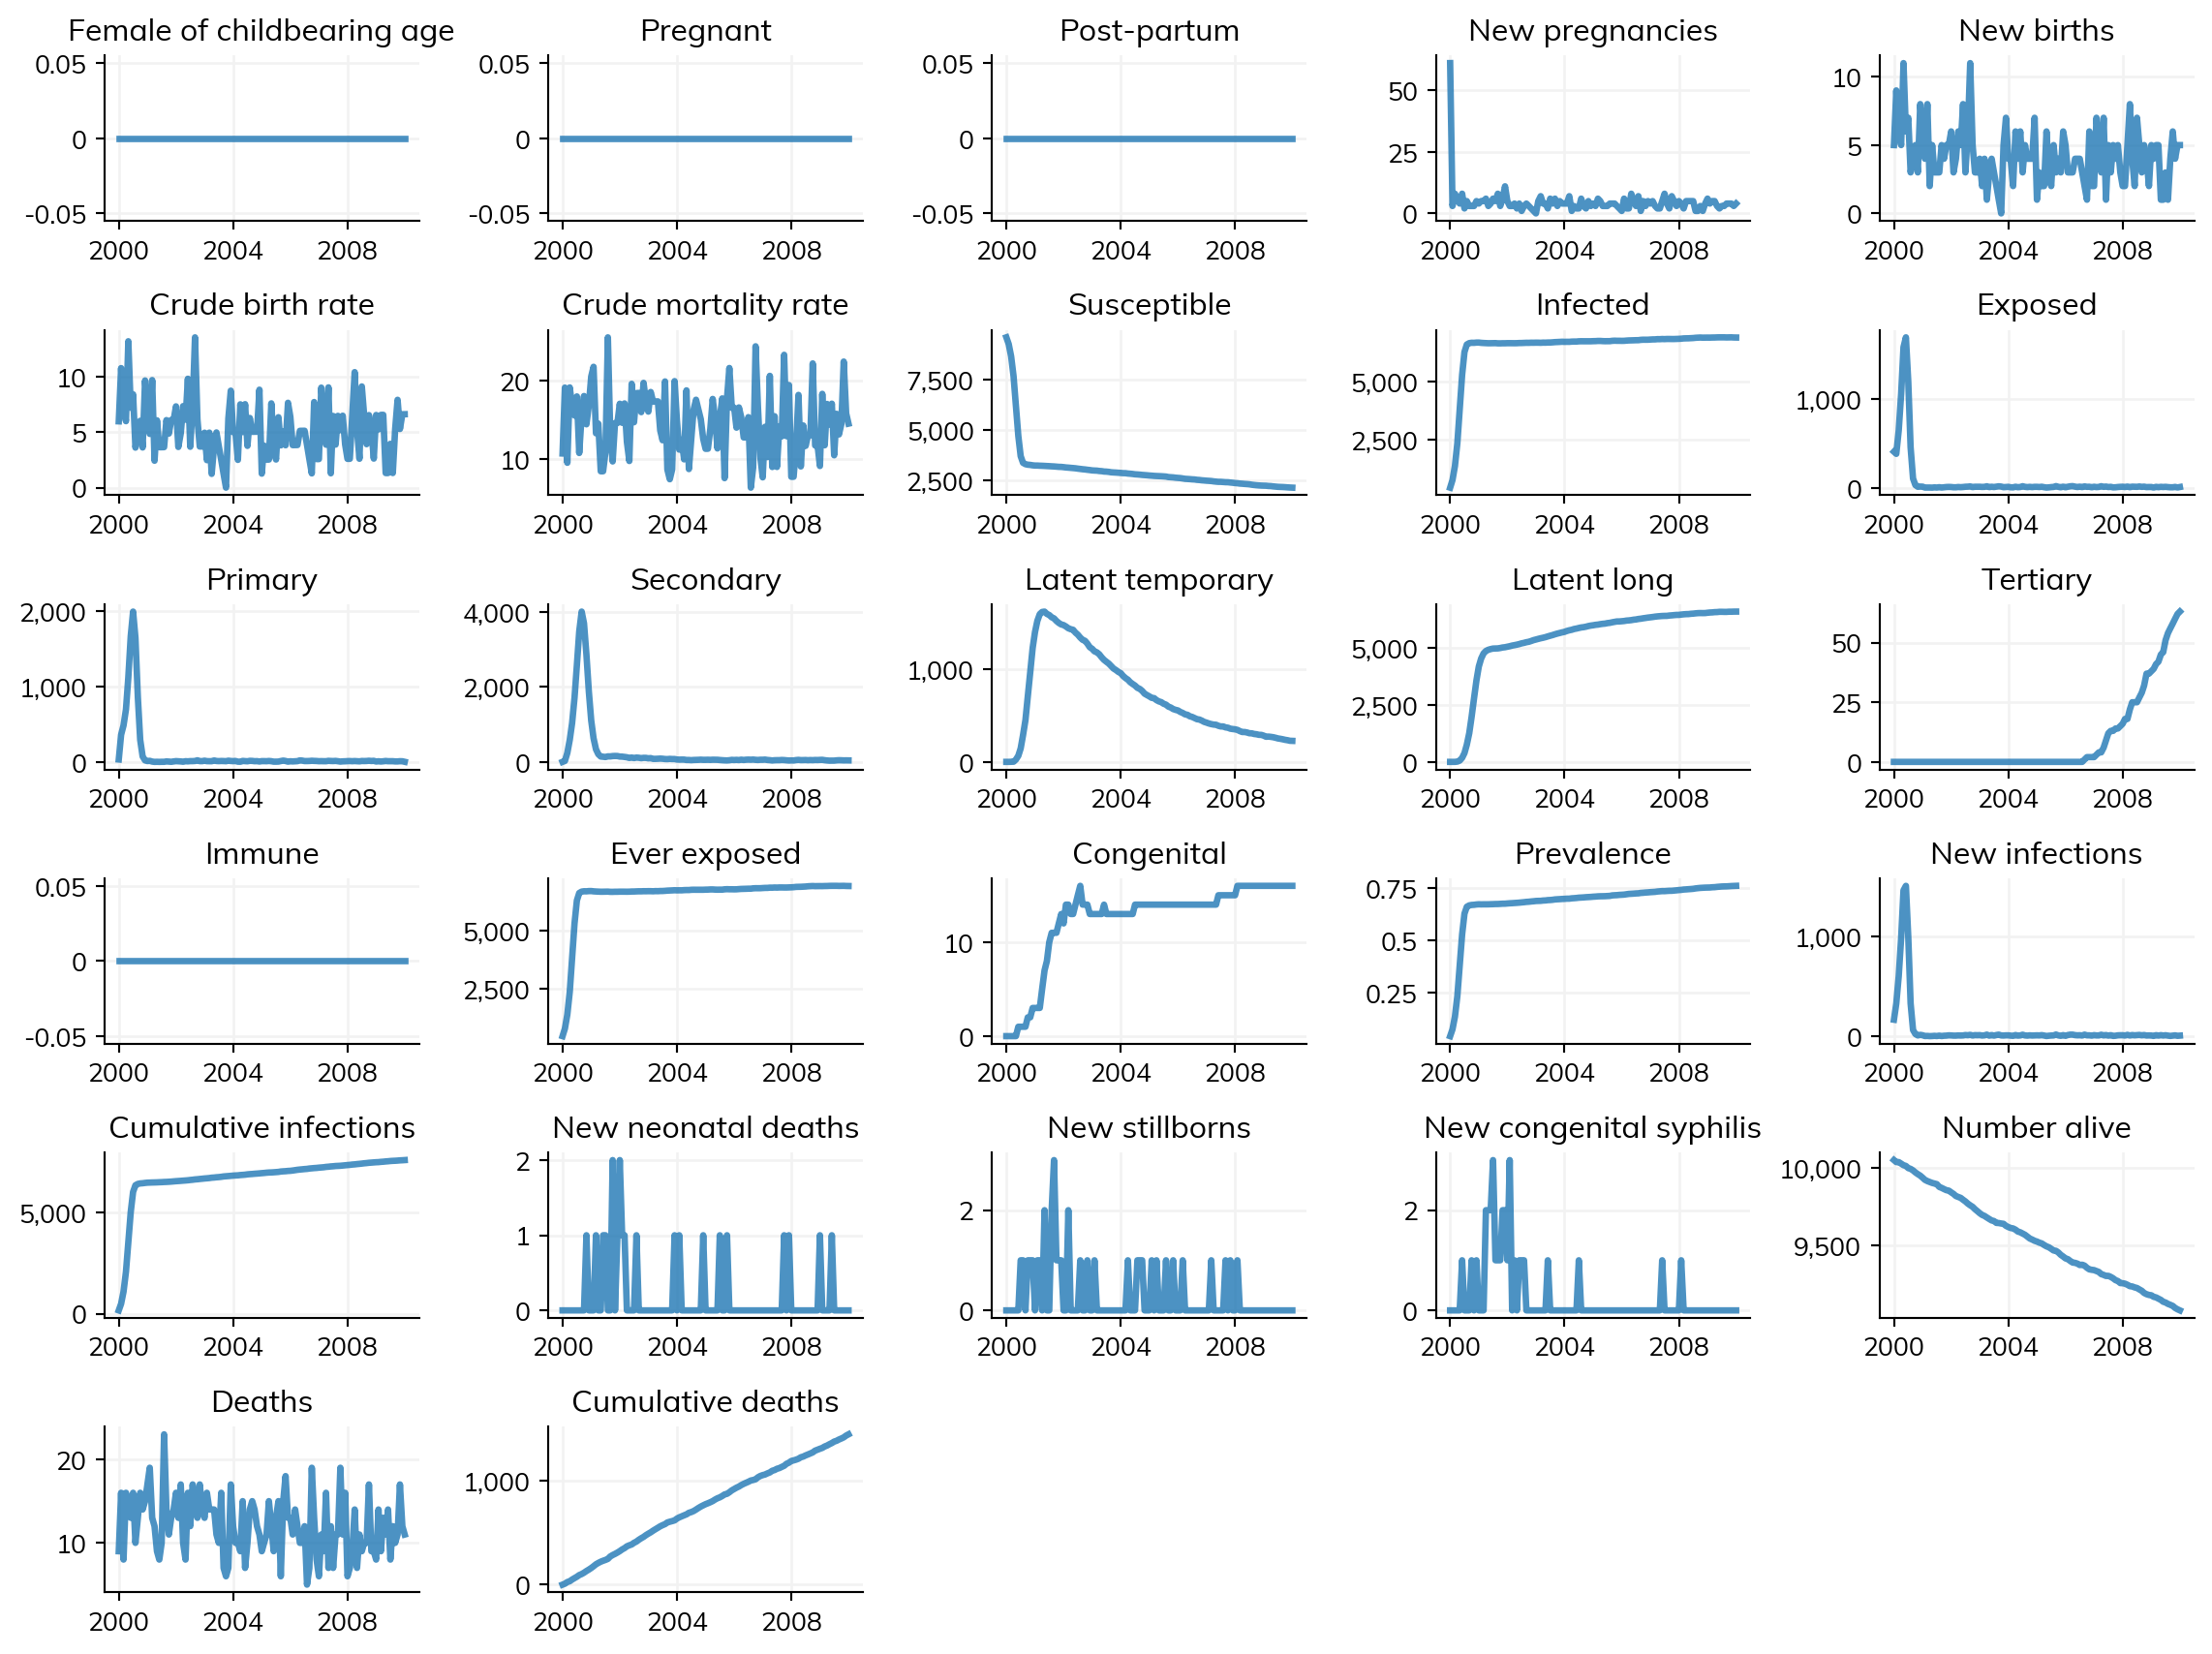 Female of childbearing age Pregnant Post-partum New pregnancies New births
0.05 0.05 0.05 50 10
0 0 0 25 5
-0.05 -0.05 -0.05 0 0
2000 2004 2008 2000 2004 2008 2000 2004 2008 2000 2004 2008 2000 2004 2008
Crude birth rate Crude mortality rate Susceptible Infected Exposed
10 20 7,500 5,000 1,000
5 10 5,000 2,500 0
0 2,500
2000 2004 2008 2000 2004 2008 2000 2004 2008 2000 2004 2008 2000 2004 2008
Primary Secondary Latent temporary Latent long Tertiary
2,000 4,000 1,000 5,000 50
1,000 2,000 0 2,500 25
0 0 0 0
2000 2004 2008 2000 2004 2008 2000 2004 2008 2000 2004 2008 2000 2004 2008
Immune Ever exposed Congenital Prevalence New infections
0.05 5,000 10 0.75 1,000
0 2,500 0 0.5 0
-0.05 0.25
2000 2004 2008 2000 2004 2008 2000 2004 2008 2000 2004 2008 2000 2004 2008
Cumulative infections New neonatal deaths New stillborns New congenital syphilis Number alive
5,000 2 2 2 10,000
0 1 0 0 9,500
0
2000 2004 2008 2000 2004 2008 2000 2004 2008 2000 2004 2008 2000 2004 2008
Deaths Cumulative deaths
20 1,000
10 0
2000 2004 2008 2000 2004 2008